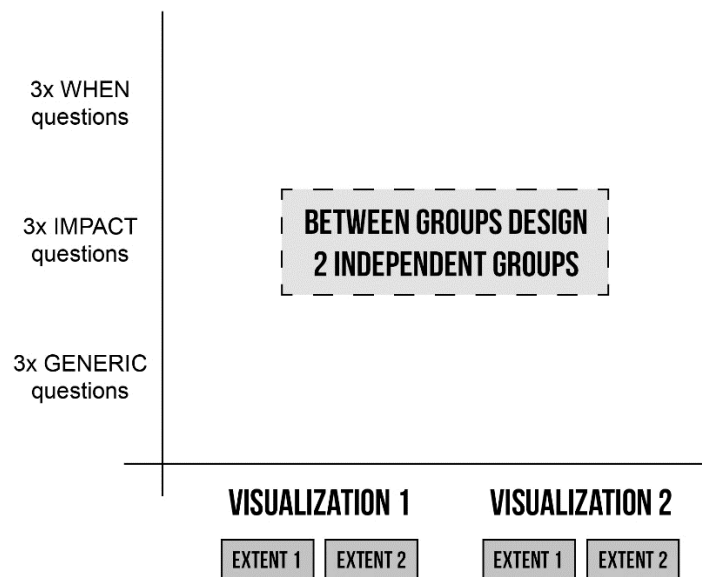 3x WHEN
questions
3x IMPACT
questions
BETWEEN GROUPS DESIGN
2 INDEPENDENT GROUPS
3x GENERIC
questions
VISUALIZATION 1
VISUALIZATION 2
EXTENT 1
EXTENT 2
EXTENT 1
EXTENT 2